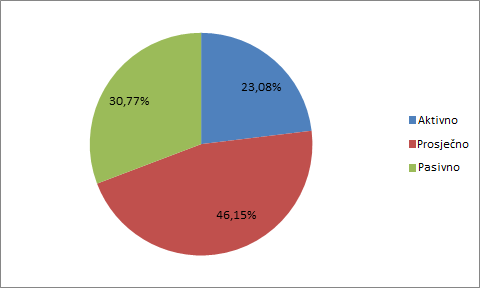 23,08%
30,77%
46,15%
Aktivno
Prosječno
Pasivno